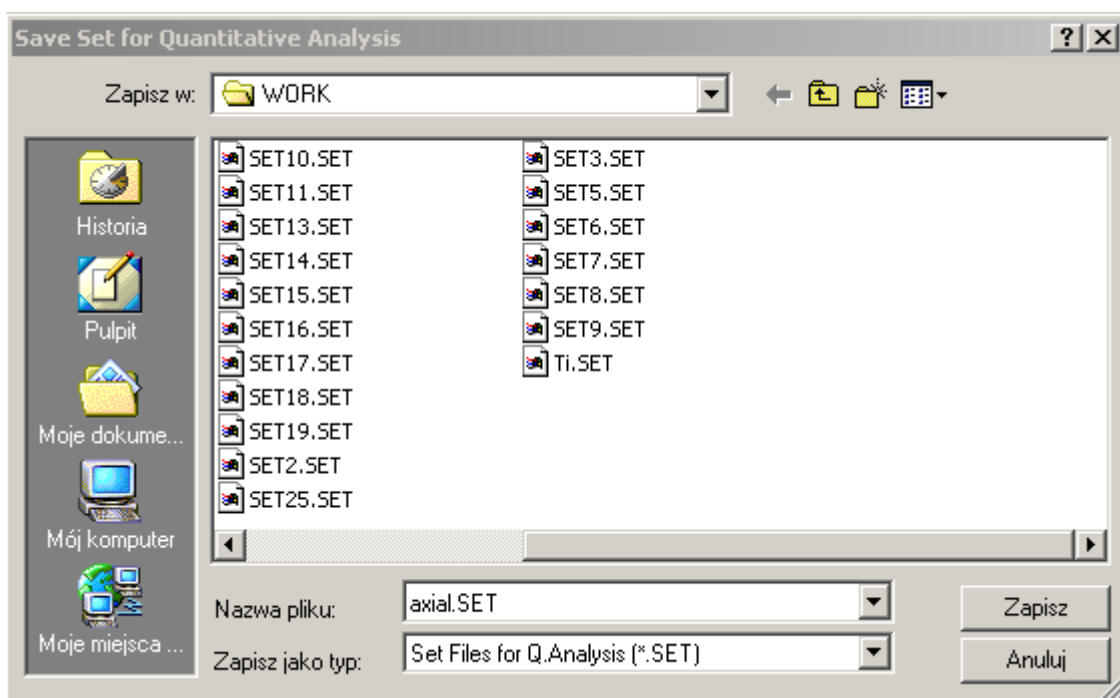 Save Set for Quantitative Analysis
Zapisz w:
WORK
Historia
Pulpit
Moje dokume...
Mój komputer
Moje miejsca ...
SET10.SET
SET11.SET
SET13.SET
SET14.SET
SET15.SET
SET16.SET
SET17.SET
SET18.SET
SET19.SET
SET2.SET
SET25.SET
SET3.SET
SET5.SET
SET6.SET
SET7.SET
SET8.SET
SET9.SET
Ti.SET
Nazwa pliku:
axial.SET
Zapisz
Zapisz jako typ:
Set Files for Q.Analysis (*.SET)
Anuluj